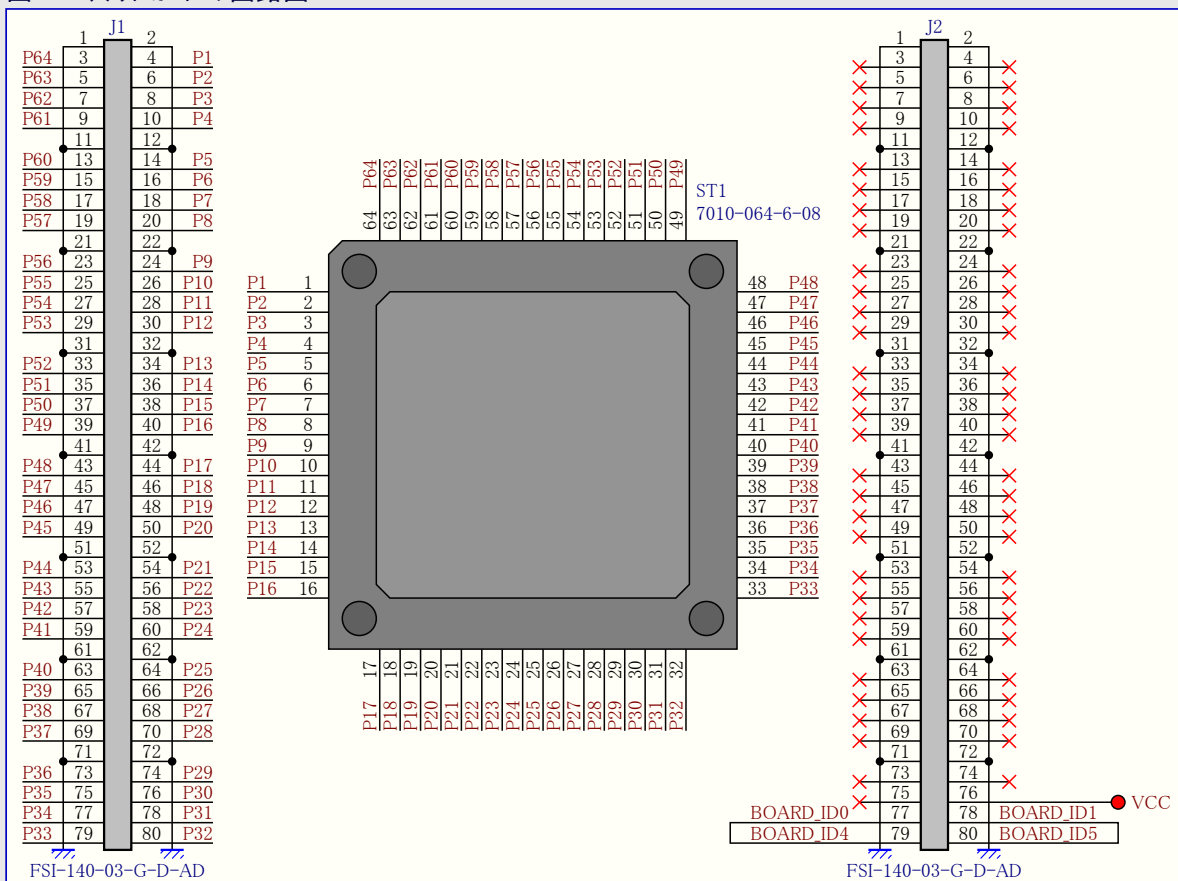 J1
1 2
P64 3 4 P1
P63 5 6 P2
P62 7 8 P3
P61 9 10 P4
11 12
P60 13 14 P5
P59 15 16 P6
P58 17 18 P7
P57 19 20 P8
21 22
P56 23 24 P9
P55 25 26 P10
P54 27 28 P11
P53 29 30 P12
31 32
P52 33 34 P13
P51 35 36 P14
P50 37 38 P15
P49 39 40 P16
41 42
P48 43 44 P17
P47 45 46 P18
P46 47 48 P19
P45 49 50 P20
51 52
P44 53 54 P21
P43 55 56 P22
P42 57 58 P23
P41 59 60 P24
61 62
P40 63 64 P25
P39 65 66 P26
P38 67 68 P27
P37 69 70 P28
71 72
P36 73 74 P29
P35 75 76 P30
P34 77 78 P31
P33 79 80 P32
FSI-140-03-G-D-AD
P64 P63 P62 P61 P60 P59 P58 P57 P56 P55 P54 P53 P52 P51 P50 P49
64 63 62 61 60 59 58 57 56 55 54 53 52 51 50 49
ST1
7010-064-6-08
P1 1 48 P48
P2 2 47 P47
P3 3 46 P46
P4 4 45 P45
P5 5 44 P44
P6 6 43 P43
P7 7 42 P42
P8 8 41 P41
P9 9 40 P40
P10 10 39 P39
P11 11 38 P38
P12 12 37 P37
P13 13 36 P36
P14 14 35 P35
P15 15 34 P34
P16 16 33 P33
17 18 19 20 21 22 23 24 25 26 27 28 29 30 31 32
P17 P18 P19 P20 P21 P22 P23 P24 P25 P26 P27 P28 P29 P30 P31 P32
J2
1 2
3 4
5 6
7 8
9 10
11 12
13 14
15 16
17 18
19 20
21 22
23 24
25 26
27 28
29 30
31 32
33 34
35 36
37 38
39 40
41 42
43 44
45 46
47 48
49 50
51 52
53 54
55 56
57 58
59 60
61 62
63 64
65 66
67 68
69 70
71 72
73 74
75 76 VCC
BOARD_ID0 77 78 BOARD_ID1
BOARD_ID4 79 80 BOARD_ID5
FSI-140-03-G-D-AD